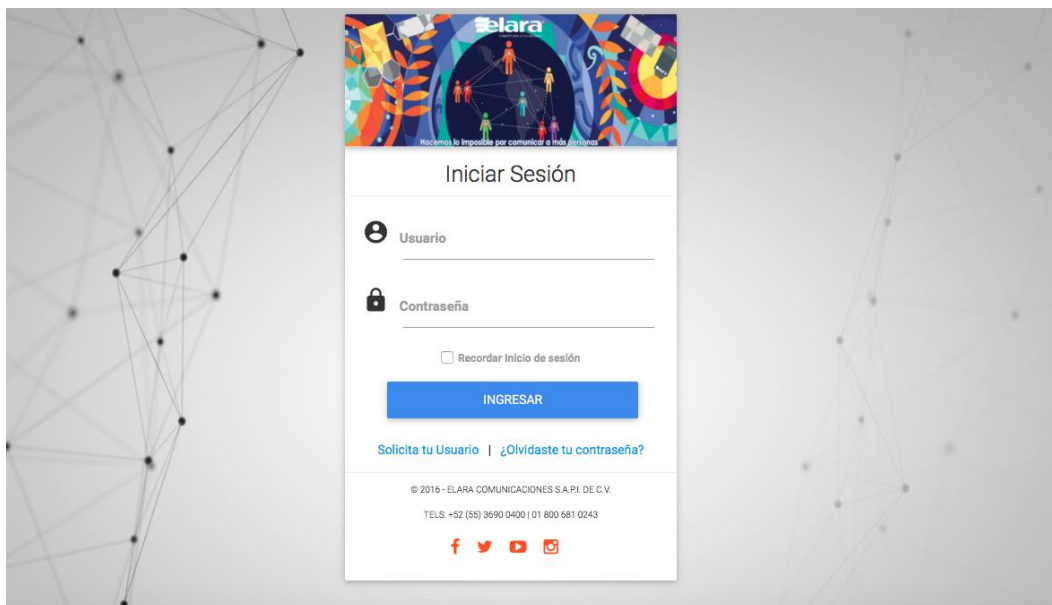 elara
Hacemos lo Imposible por comunicar a más personas
Iniciar Sesión
Usuario
Contraseña
Recordar Inicio de sesión
INGRESAR
Solicita tu Usuario | ¿Olvidaste tu contraseña?
© 2016 - ELARA COMUNICACIONES S.A.P.I. DE C.V.
TELS: +52 (55) 3690 0400 | 01 800 681 0243